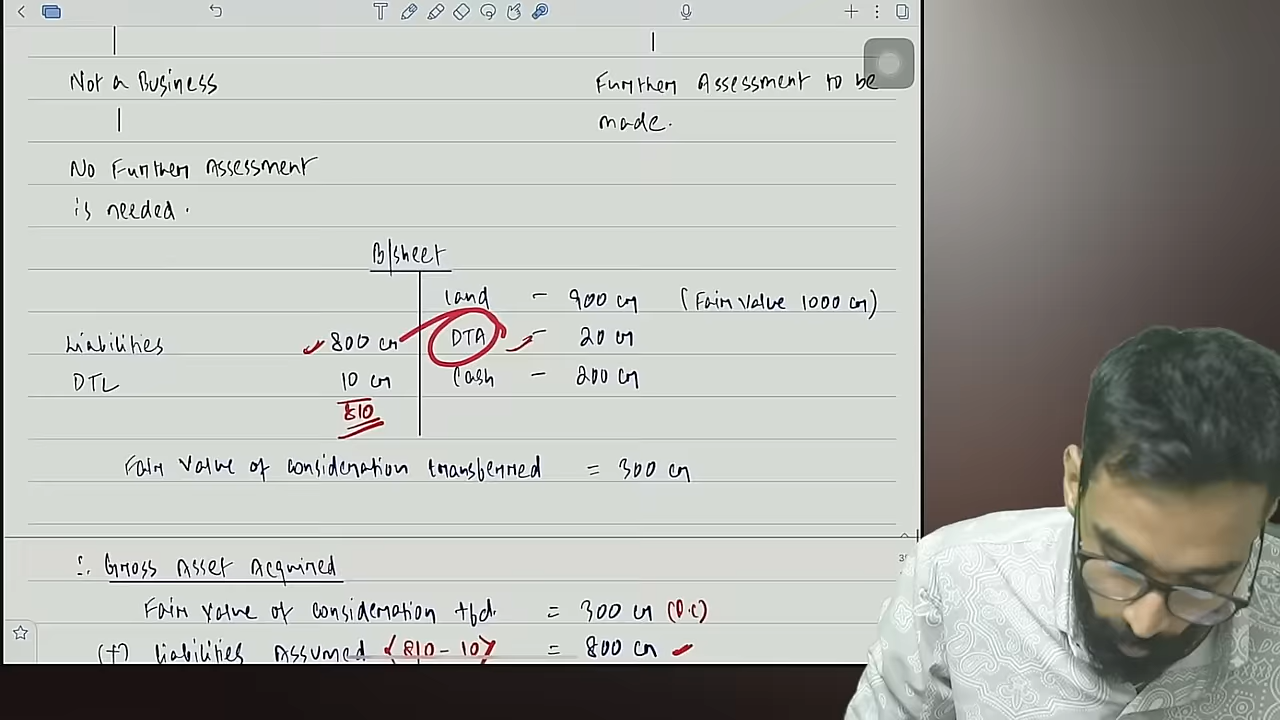 Not a Business
Further Assessment to be
made.
No Further Assessment
is needed.
B/sheet
Land - 900 cr (Fair Value 1000 cr)
Liabilities 800 cr DTA - 20 cr
DTL 10 cr Cash - 200 cr
810
Fair Value of consideration transferred = 300 cr
∴ Gross Asset Acquired
Fair Value of consideration tfd. = 300 cr (P.C)
(+) Liabilities Assumed {810-10} = 800 cr